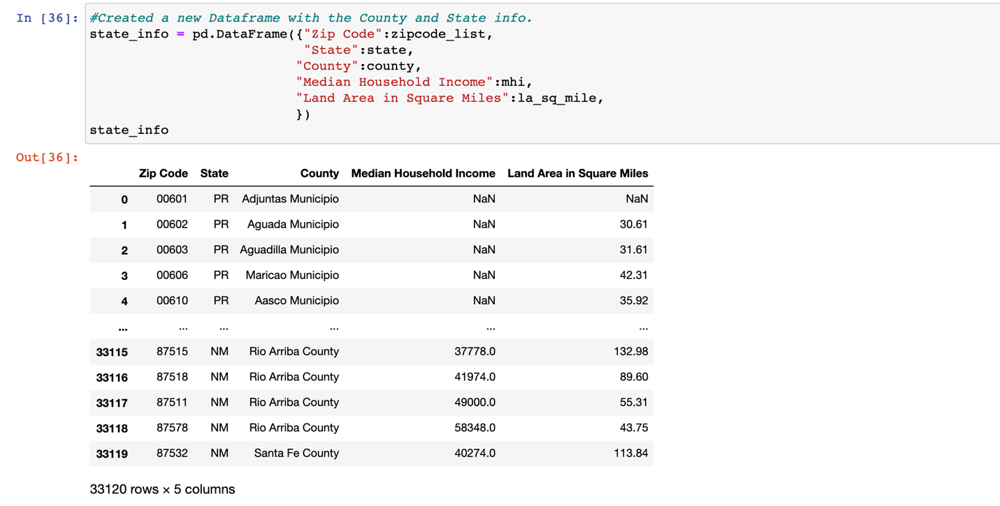 In [36]: #Created a new Dataframe with the County and State info.
state_info = pd.DataFrame({"Zip Code":zipcode_list,
"State":state,
"County":county,
"Median Household Income":mhi,
"Land Area in Square Miles":la_sq_mile,
})
state_info
Out[36]:
Zip Code State County Median Household Income Land Area in Square Miles
0 00601 PR Adjuntas Municipio NaN NaN
1 00602 PR Aguada Municipio NaN 30.61
2 00603 PR Aguadilla Municipio NaN 31.61
3 00606 PR Maricao Municipio NaN 42.31
4 00610 PR Aasco Municipio NaN 35.92
... ... ... ... ... ...
33115 87515 NM Rio Arriba County 37778.0 132.98
33116 87518 NM Rio Arriba County 41974.0 89.60
33117 87511 NM Rio Arriba County 49000.0 55.31
33118 87578 NM Rio Arriba County 58348.0 43.75
33119 87532 NM Santa Fe County 40274.0 113.84
33120 rows × 5 columns